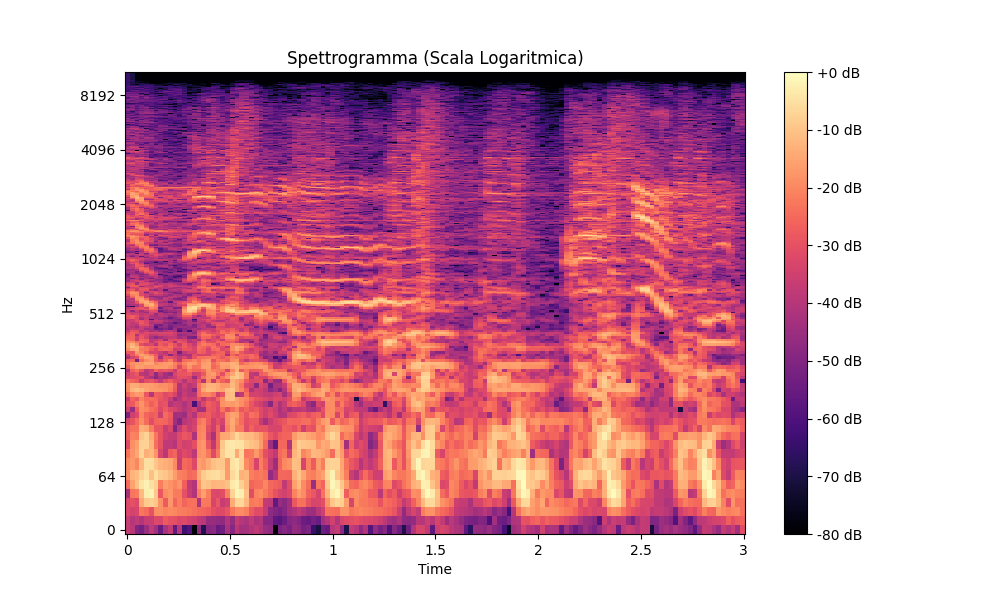 Spettrogramma (Scala Logaritmica)
8192
4096
2048
1024
512
256
128
64
0
Hz
0
0.5
1
1.5
2
2.5
3
Time
+0 dB
-10 dB
-20 dB
-30 dB
-40 dB
-50 dB
-60 dB
-70 dB
-80 dB